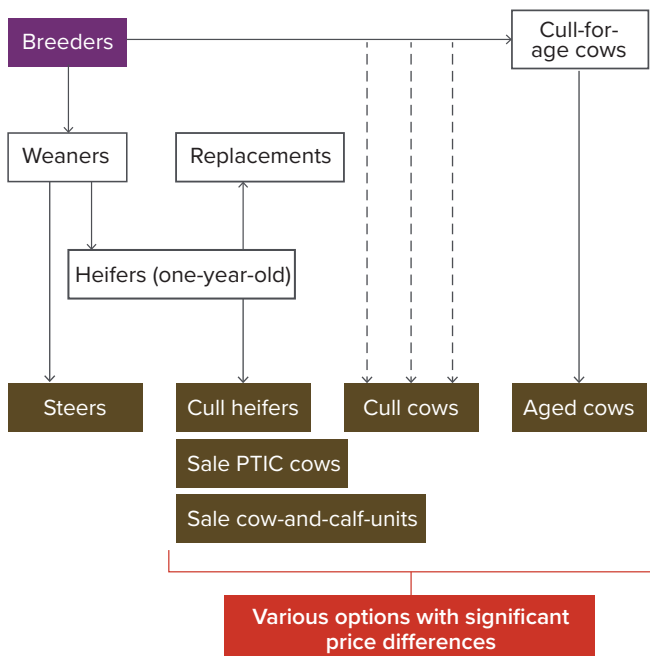 Breeders
Cull-for-
age cows
Weaners
Replacements
Heifers (one-year-old)
Steers
Cull heifers
Cull cows
Aged cows
Sale PTIC cows
Sale cow-and-calf-units
Various options with significant
price differences